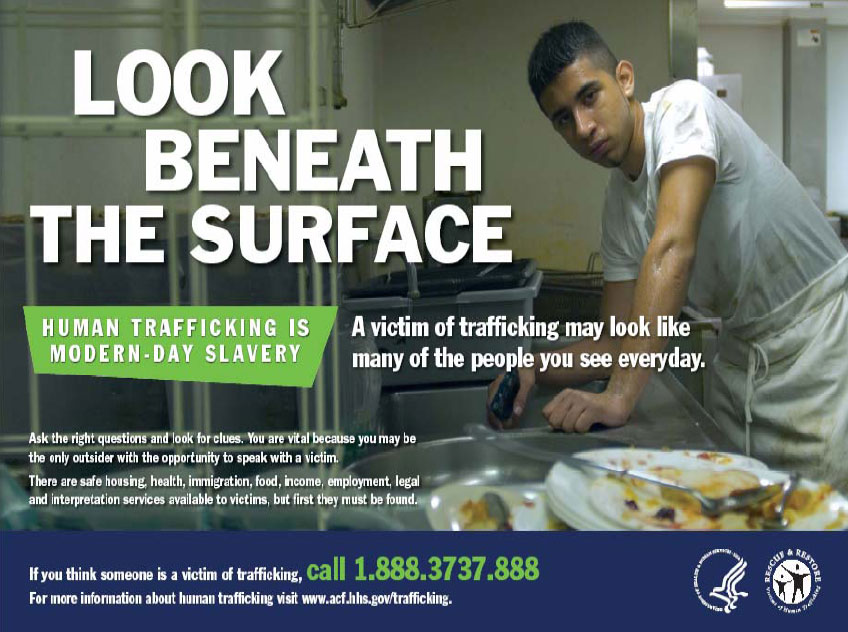 LOOK
BENEATH
THE SURFACE
HUMAN TRAFFICKING IS
MODERN-DAY SLAVERY
A victim of trafficking may look like
many of the people you see everyday.
Ask the right questions and look for clues. You are vital because you may be
the only outsider with the opportunity to speak with a victim.
There are safe housing, health, immigration, food, income, employment, legal
and interpretation services available to victims, but first they must be found.
If you think someone is a victim of trafficking, call 1.888.3737.888
For more information about human trafficking visit www.acf.hhs.gov/trafficking.
RESCUE & RESTORE
Victims of Human Trafficking